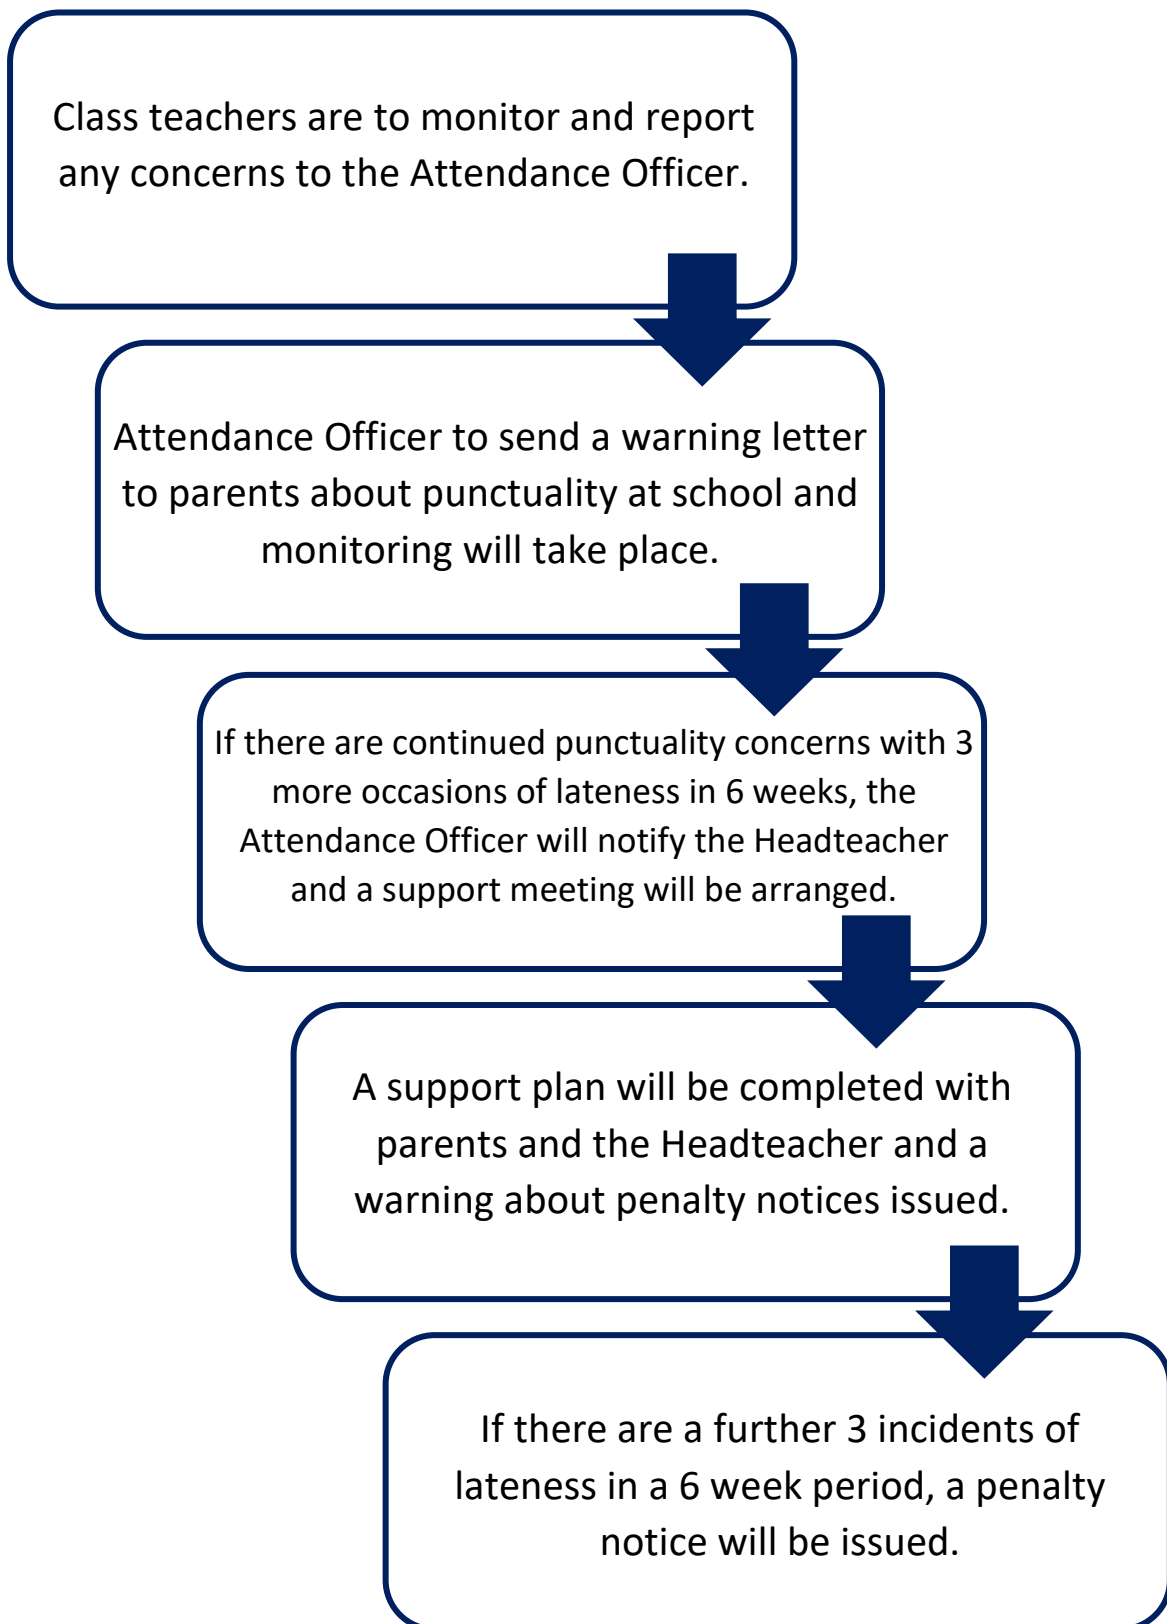 Class teachers are to monitor and report
any concerns to the Attendance Officer.
Attendance Officer to send a warning letter
to parents about punctuality at school and
monitoring will take place.
If there are continued punctuality concerns with 3
more occasions of lateness in 6 weeks, the
Attendance Officer will notify the Headteacher
and a support meeting will be arranged.
A support plan will be completed with
parents and the Headteacher and a
warning about penalty notices issued.
If there are a further 3 incidents of
lateness in a 6 week period, a penalty
notice will be issued.